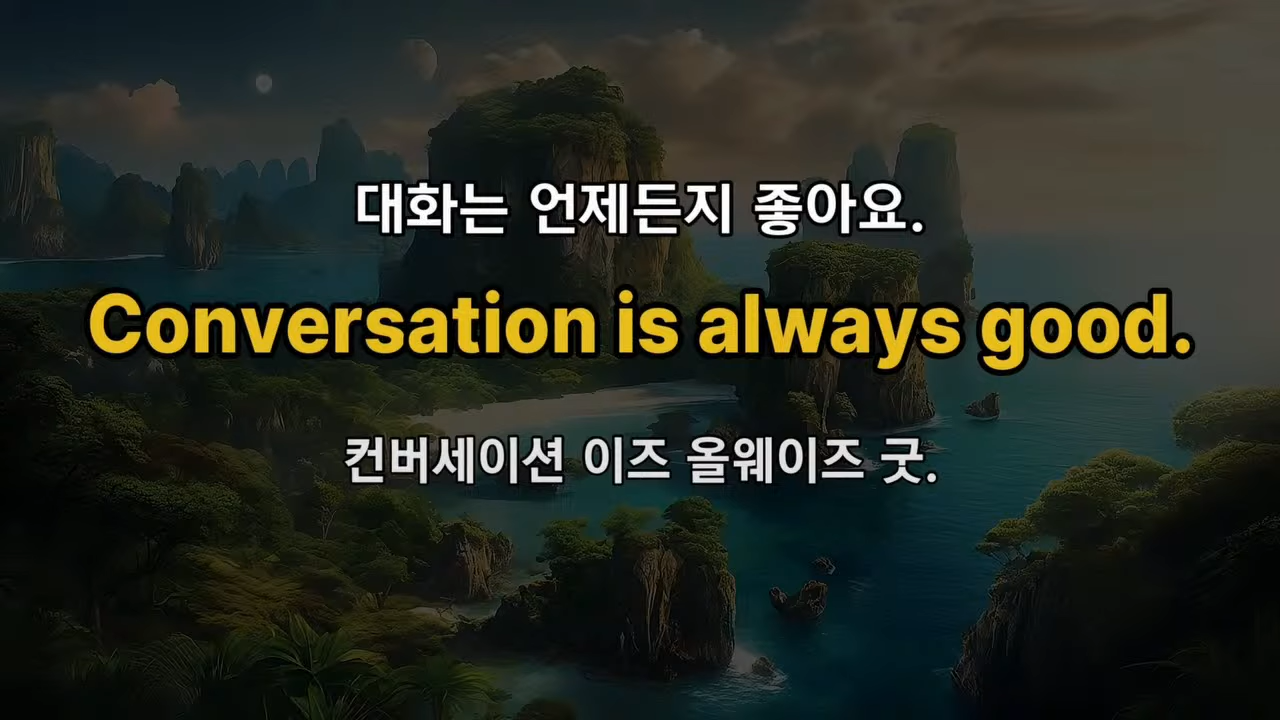 대화는 언제든지 좋아요.
Conversation is always good.
컨버세이션 이즈 올웨이즈 굿.